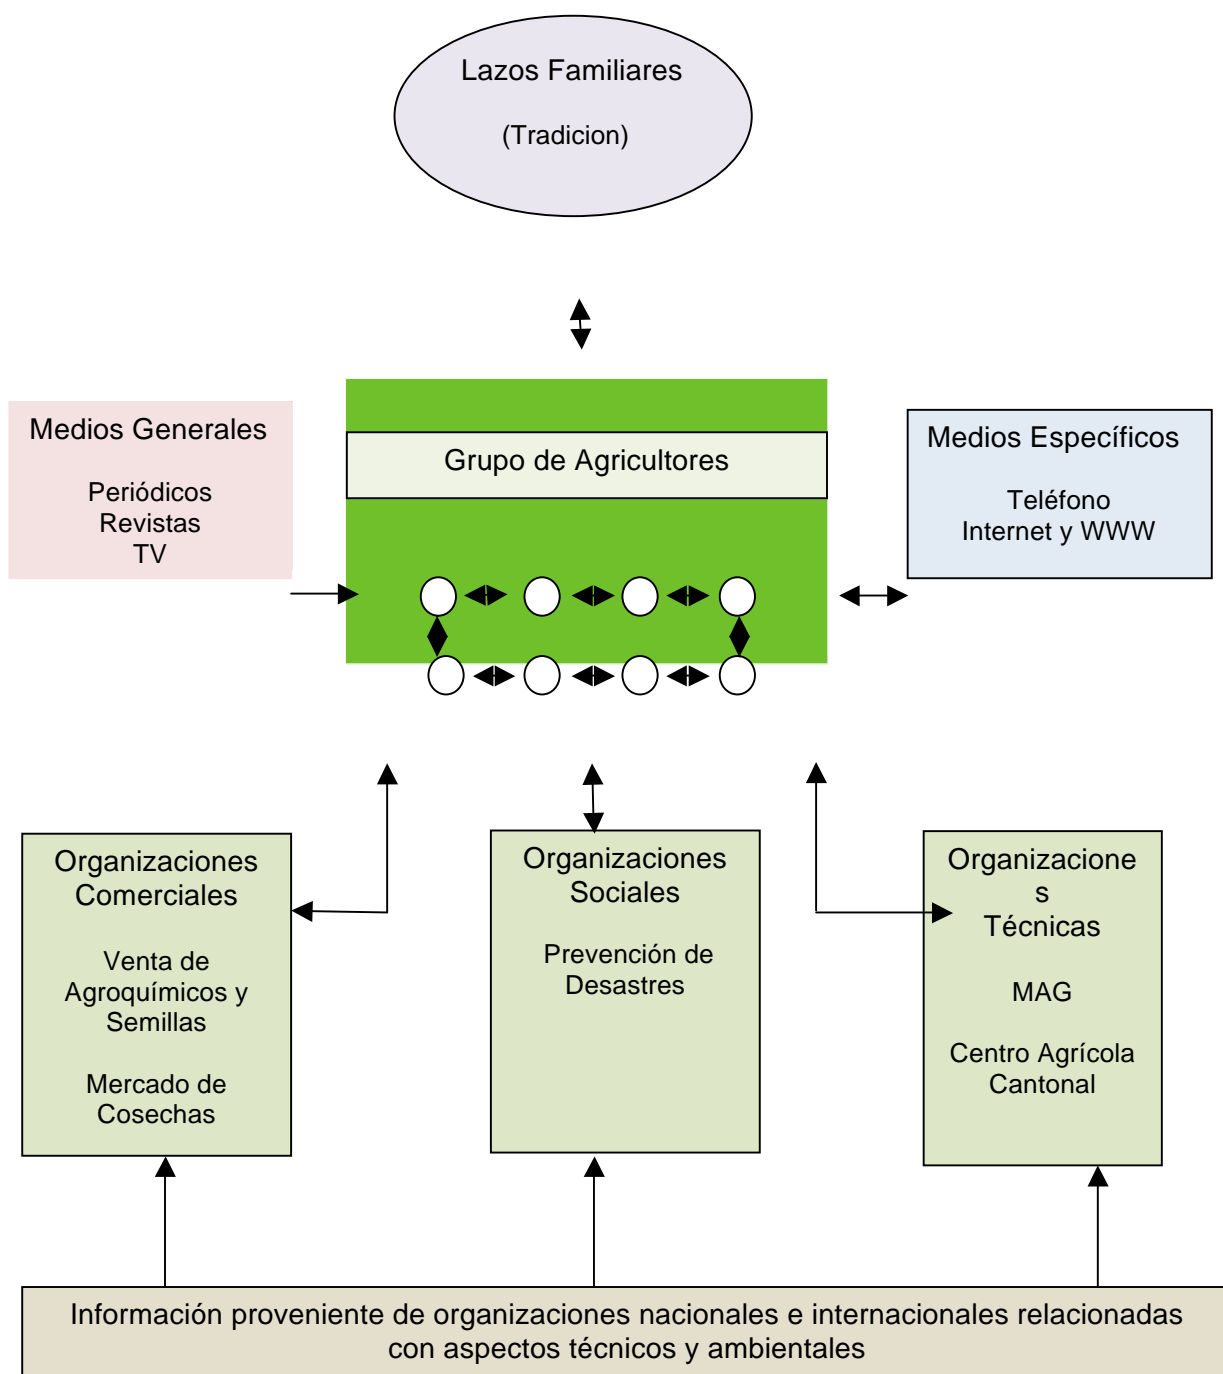 Lazos Familiares
(Tradicion)
Medios Generales
Periódicos
Revistas
TV
Grupo de Agricultores
Medios Específicos
Teléfono
Internet y WWW
Organizaciones
Comerciales
Venta de
Agroquímicos y
Semillas
Mercado de
Cosechas
Organizaciones
Sociales
Prevención de
Desastres
Organizacione
s
Técnicas
MAG
Centro Agrícola
Cantonal
Información proveniente de organizaciones nacionales e internacionales relacionadas
con aspectos técnicos y ambientales